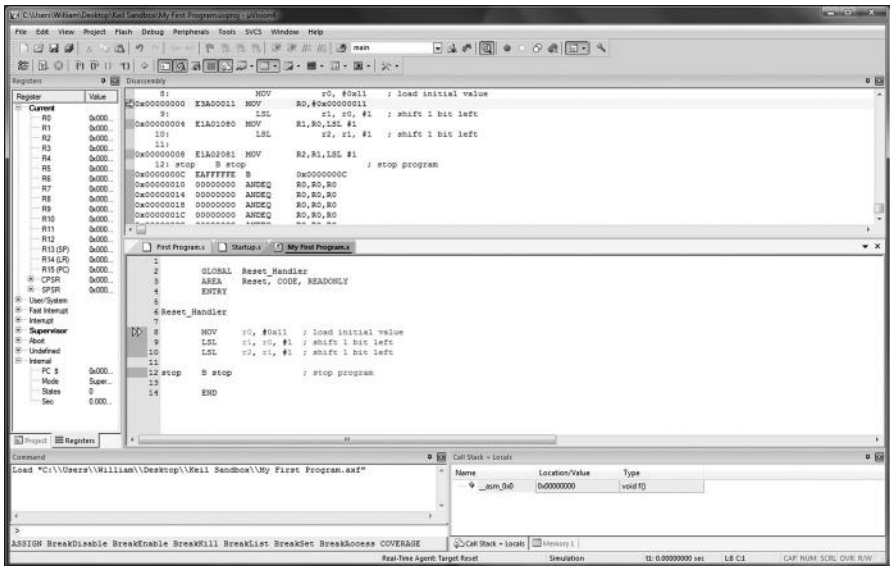 C:\Users\William\Desktop\Keil Sandbox\My First Program.uvproj - µVision4
File Edit View Project Flash Debug Peripherals Tools SVCS Window Help
main
Registers
Register Value
Current
R0 0x000...
R1 0x000...
R2 0x000...
R3 0x000...
R4 0x000...
R5 0x000...
R6 0x000...
R7 0x000...
R8 0x000...
R9 0x000...
R10 0x000...
R11 0x000...
R12 0x000...
R13 (SP) 0x000...
R14 (LR) 0x000...
R15 (PC) 0x000...
CPSR 0x000...
SPSR 0x000...
User/System
Fast Interrupt
Interrupt
Supervisor
Abort
Undefined
Internal
PC $ 0x000...
Mode Super...
States 0
Sec 0.000...
Project Registers
Disassembly
8: MOV r0, #0x11 ; load initial value
0x00000000 E3A00011 MOV R0,#0x00000011
9: LSL r1, r0, #1 ; shift 1 bit left
0x00000004 E1A01080 MOV R1,R0,LSL #1
10: LSL r2, r1, #1 ; shift 1 bit left
11:
0x00000008 E1A02081 MOV R2,R1,LSL #1
12: stop B stop ; stop program
0x0000000C EAFFFFFE B 0x0000000C
0x00000010 00000000 ANDEQ R0,R0,R0
0x00000014 00000000 ANDEQ R0,R0,R0
0x00000018 00000000 ANDEQ R0,R0,R0
0x0000001C 00000000 ANDEQ R0,R0,R0
First Program.s Startup.s My First Program.s
1
2 GLOBAL Reset_Handler
3 AREA Reset, CODE, READONLY
4 ENTRY
5
6 Reset_Handler
7
8 MOV r0, #0x11 ; load initial value
9 LSL r1, r0, #1 ; shift 1 bit left
10 LSL r2, r1, #1 ; shift 1 bit left
11
12 stop B stop ; stop program
13
14 END
Command
Load "C:\\Users\\William\\Desktop\\Keil Sandbox\\My First Program.axf"
>
ASSIGN BreakDisable BreakEnable BreakKill BreakList BreakSet BreakAccess COVERAGE
Call Stack + Locals
Name Location/Value Type
__asm_0x0 0x00000000 void f()
Call Stack + Locals Memory 1
Real-Time Agent: Target Reset Simulation t1: 0.00000000 sec L:8 C:1 CAP NUM SCRL OVR R/W